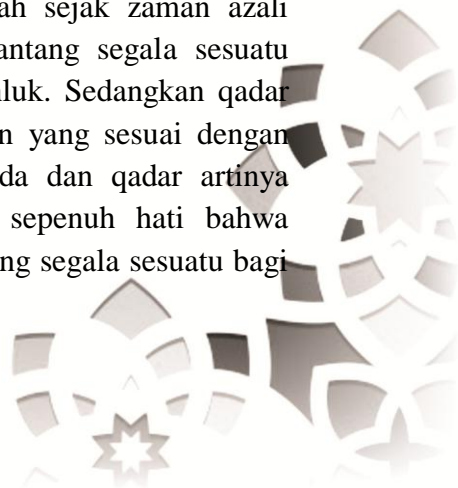 ah sejak zaman azali
antang segala sesuatu
luk. Sedangkan qadar
n yang sesuai dengan
da dan qadar artinya
sepenuh hati bahwa
ng segala sesuatu bagi